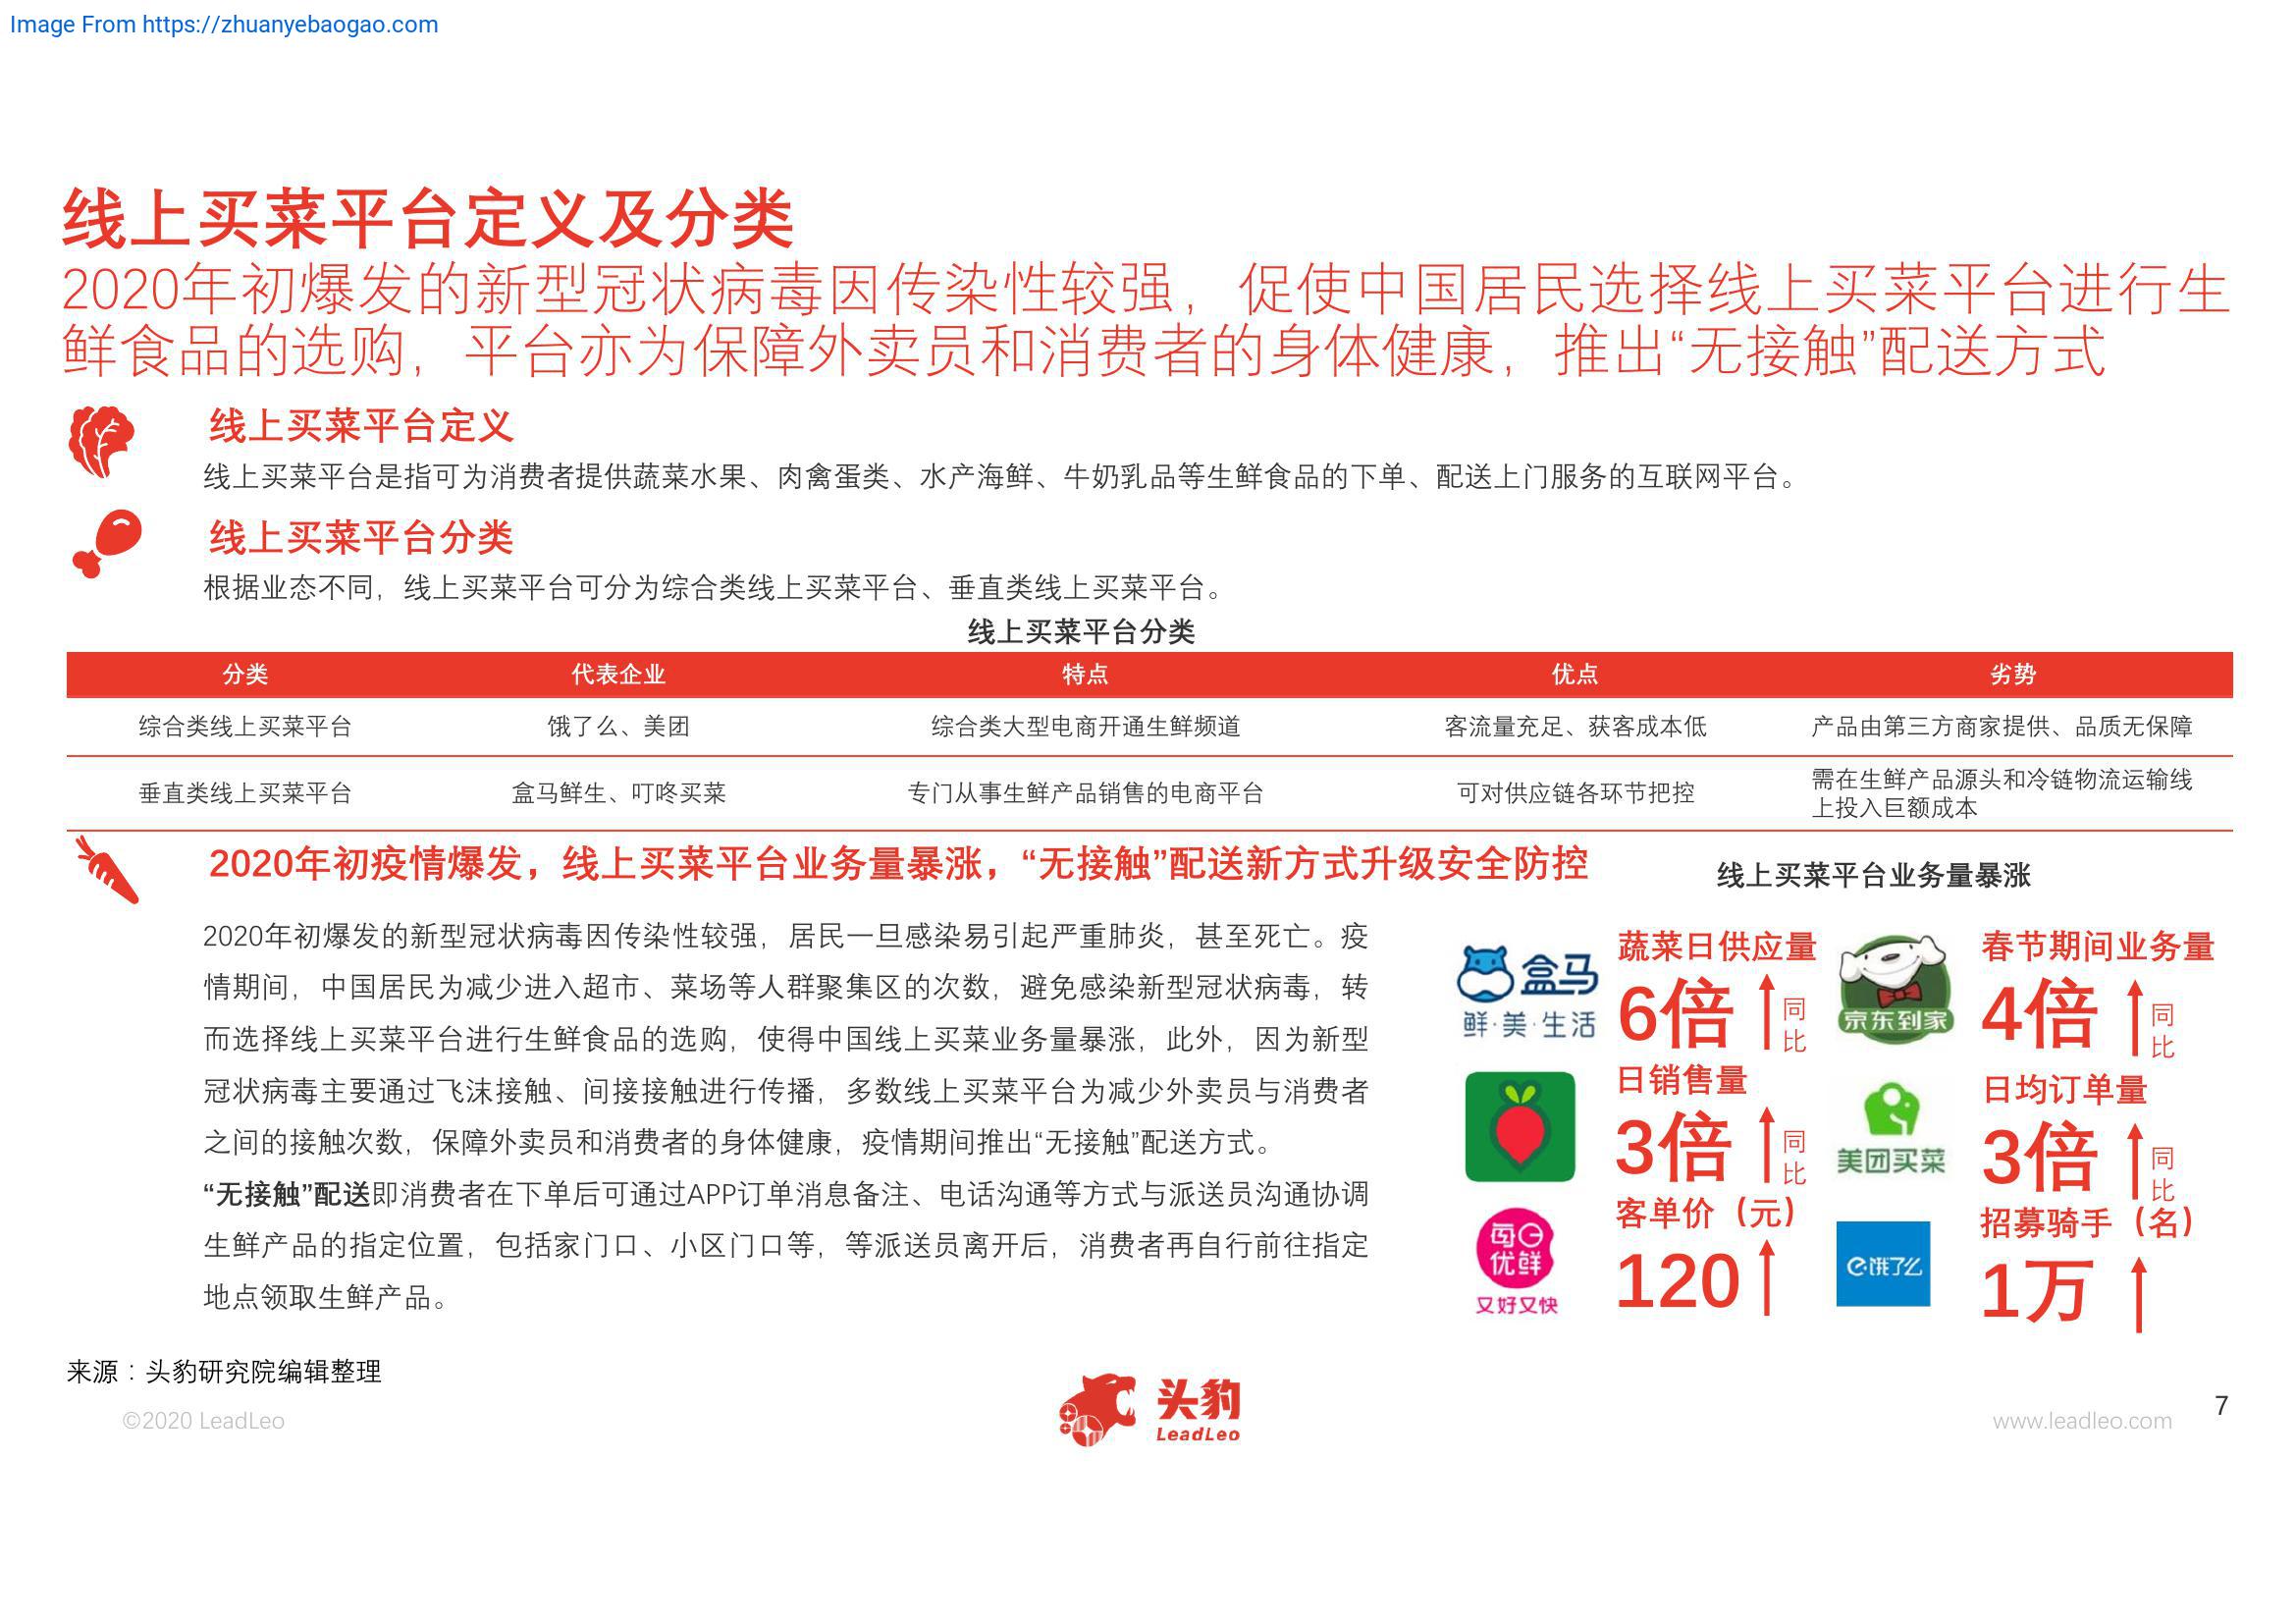 Image From https://zhuanyebaogao.com
线上买菜平台定义及分类
2020年初爆发的新型冠状病毒因传染性较强，促使中国居民选择线上买菜平台进行生
鲜食品的选购，平台亦为保障外卖员和消费者的身体健康，推出“无接触”配送方式
线上买菜平台定义
线上买菜平台是指可为消费者提供蔬菜水果、肉禽蛋类、水产海鲜、牛奶乳品等生鲜食品的下单、配送上门服务的互联网平台。
线上买菜平台分类
根据业态不同，线上买菜平台可分为综合类线上买菜平台、垂直类线上买菜平台。
线上买菜平台分类
分类 代表企业 特点 优点 劣势
综合类线上买菜平台 饿了么、美团 综合类大型电商开通生鲜频道 客流量充足、获客成本低 产品由第三方商家提供、品质无保障
垂直类线上买菜平台 盒马鲜生、叮咚买菜 专门从事生鲜产品销售的电商平台 可对供应链各环节把控 需在生鲜产品源头和冷链物流运输线
上投入巨额成本
2020年初疫情爆发，线上买菜平台业务量暴涨，“无接触”配送新方式升级安全防控
2020年初爆发的新型冠状病毒因传染性较强，居民一旦感染易引起严重肺炎，甚至死亡。疫
情期间，中国居民为减少进入超市、菜场等人群聚集区的次数，避免感染新型冠状病毒，转
而选择线上买菜平台进行生鲜食品的选购，使得中国线上买菜业务量暴涨，此外，因为新型
冠状病毒主要通过飞沫接触、间接接触进行传播，多数线上买菜平台为减少外卖员与消费者
之间的接触次数，保障外卖员和消费者的身体健康，疫情期间推出“无接触”配送方式。
“无接触”配送即消费者在下单后可通过APP订单消息备注、电话沟通等方式与派送员沟通协调
生鲜产品的指定位置，包括家门口、小区门口等，等派送员离开后，消费者再自行前往指定
地点领取生鲜产品。
线上买菜平台业务量暴涨
盒马
鲜·美·生活
蔬菜日供应量
6倍 同比
京东到家
春节期间业务量
4倍 同比
日销售量
3倍 同比
美团买菜
日均订单量
3倍 同比
每日
优鲜
又好又快
客单价（元）
120
饿了么
招募骑手（名）
1万
来源：头豹研究院编辑整理
©2020 LeadLeo
头豹
LeadLeo
www.leadleo.com
7